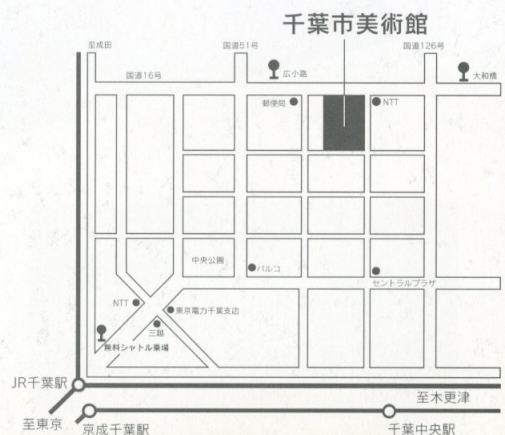 千葉市美術館
至成田
国道51号
国道126号
国道16号
広小路
大和橋
郵便局
NTT
中央公園
パルコ
セントラルプラザ
NTT
東京電力千葉支店
三越
無料シャトル乗場
JR千葉駅
至木更津
至東京
京成千葉駅
千葉中央駅